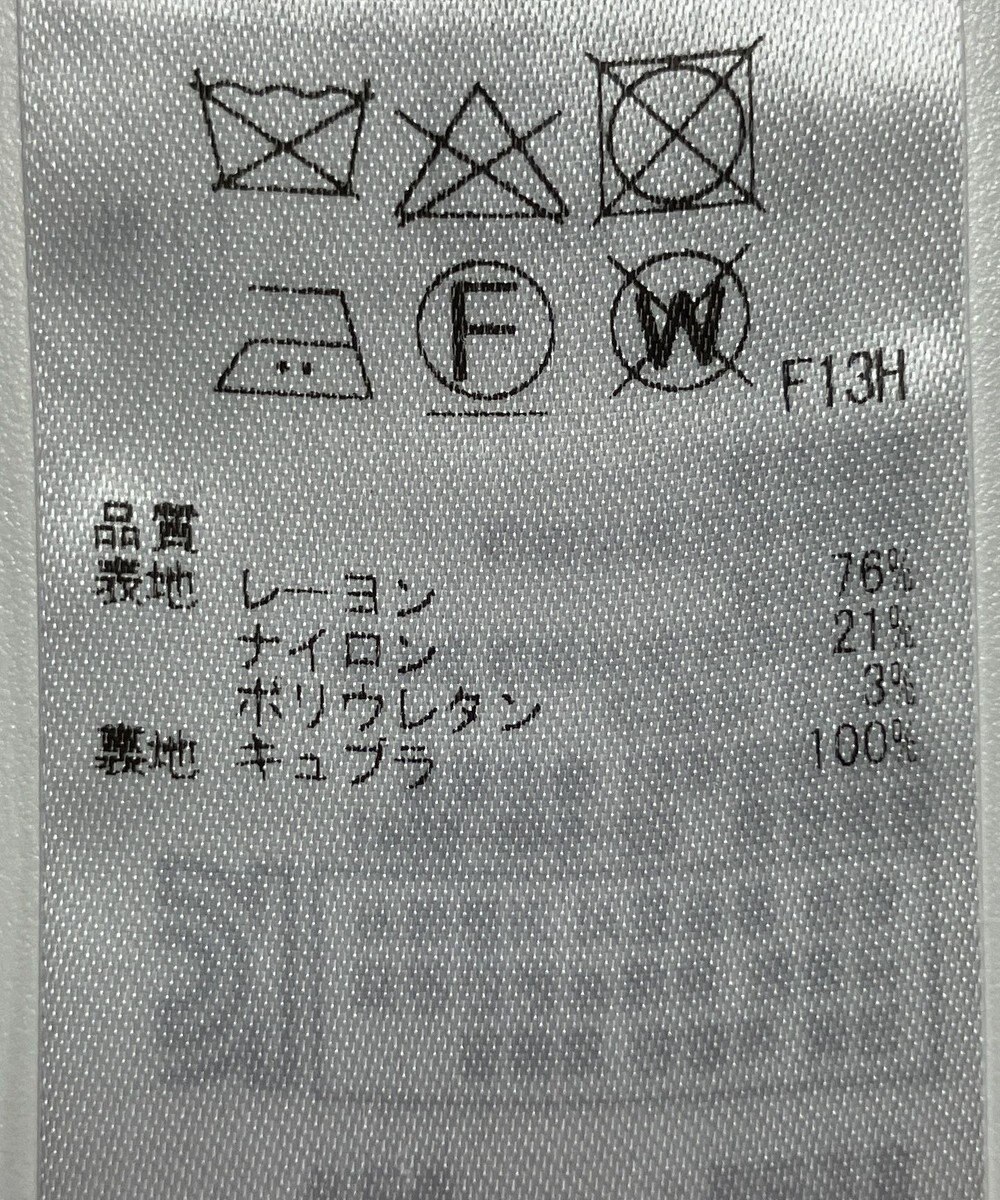 F
W
F13H
品質
表地 レーヨン 76%
ナイロン 21%
ポリウレタン 3%
裏地 キュプラ 100%